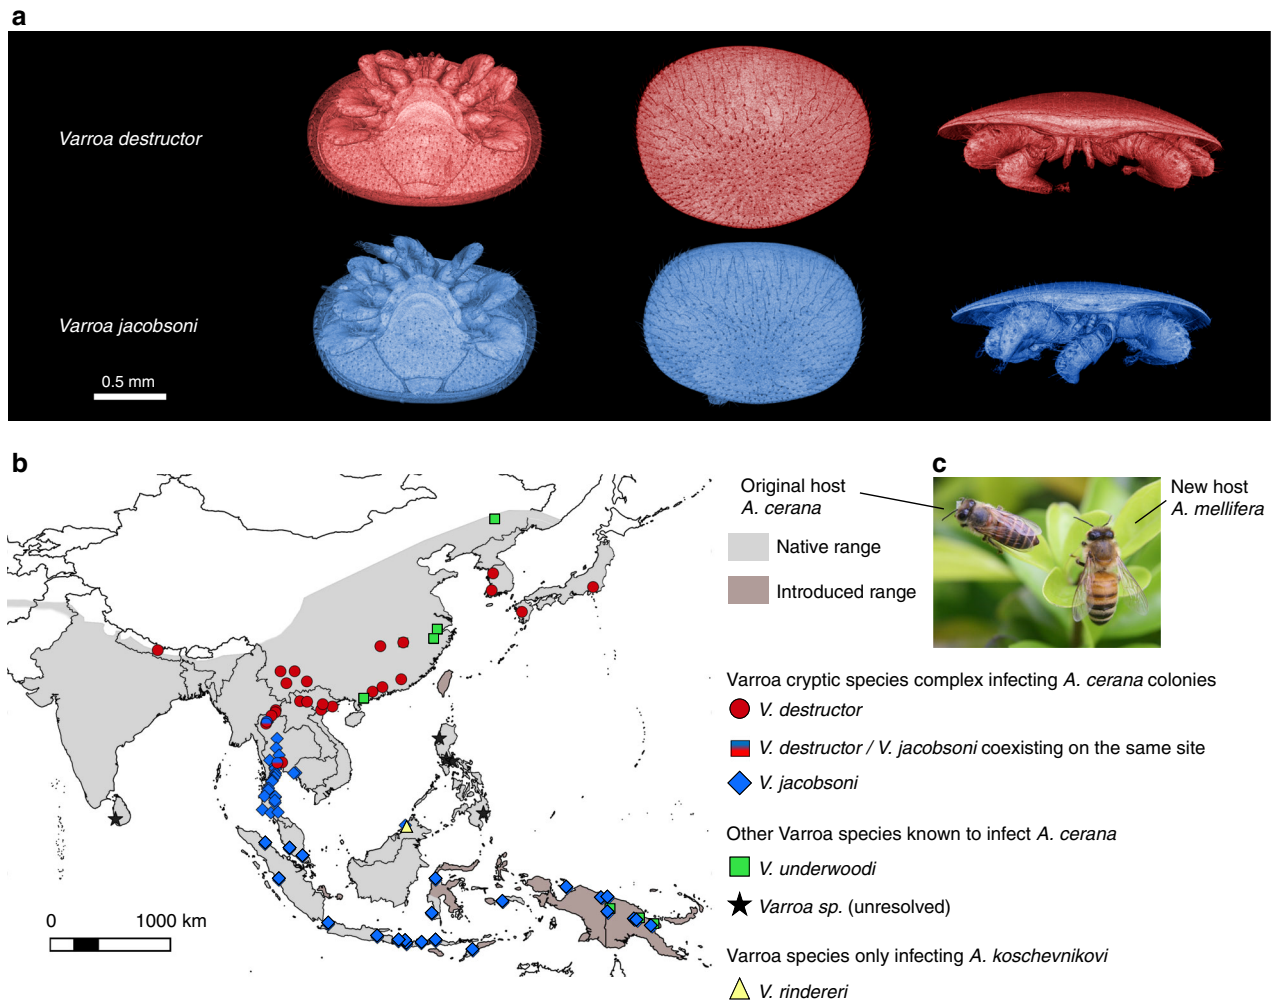 a
Varroa destructor
Varroa jacobsoni
0.5 mm
b
0 1000 km
c
Original host
A. cerana
New host
A. mellifera
Native range
Introduced range
Varroa cryptic species complex infecting A. cerana colonies
V. destructor
V. destructor / V. jacobsoni coexisting on the same site
V. jacobsoni
Other Varroa species known to infect A. cerana
V. underwoodi
Varroa sp. (unresolved)
Varroa species only infecting A. koschevnikovi
V. rindereri